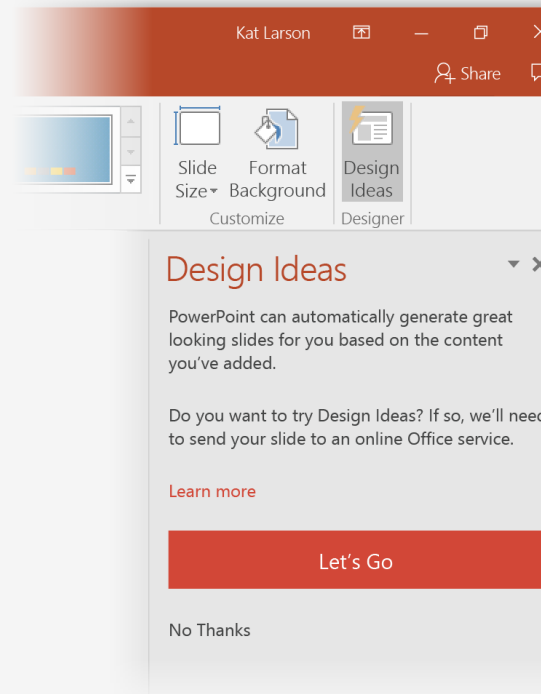 Kat Larson
Share
Slide Size
Format Background
Design Ideas
Customize
Designer
Design Ideas
PowerPoint can automatically generate great
looking slides for you based on the content
you've added.
Do you want to try Design Ideas? If so, we'll need
to send your slide to an online Office service.
Learn more
Let's Go
No Thanks